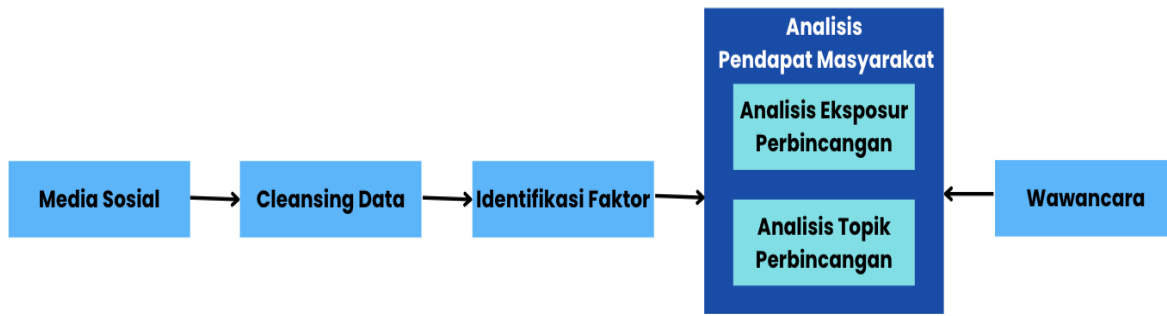 Media Sosial
Cleansing Data
Identifikasi Faktor
Analisis
Pendapat Masyarakat
Analisis Eksposur
Perbincangan
Analisis Topik
Perbincangan
Wawancara